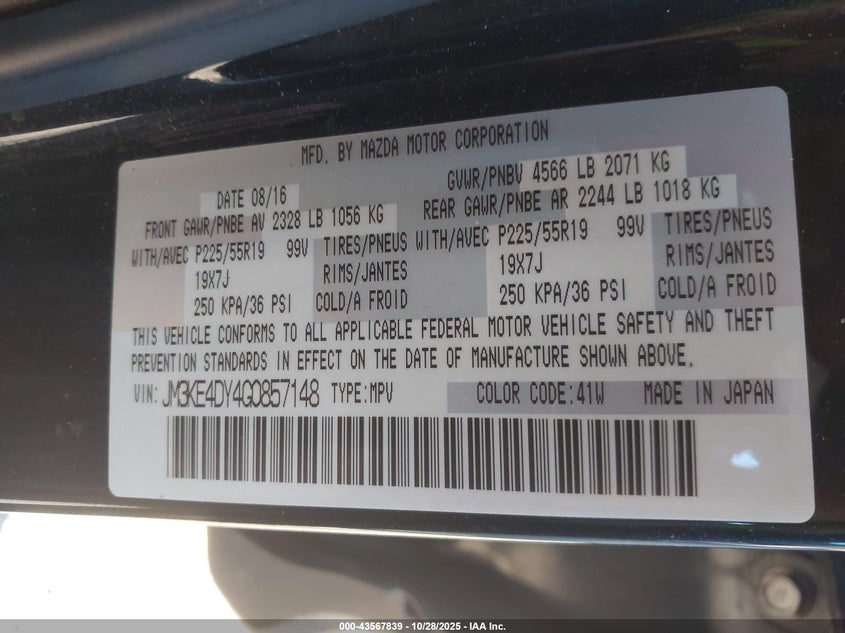 MFD. BY MAZDA MOTOR CORPORATION
DATE 08/16
GVWR/PNBV 4566 LB 2071 KG
FRONT GAWR/PNBE AV 2328 LB 1056 KG
REAR GAWR/PNBE AR 2244 LB 1018 KG
WITH/AVEC P225/55R19 99V TIRES/PNEUS WITH/AVEC P225/55R19 99V TIRES/PNEUS
19X7J RIMS/JANTES 19X7J RIMS/JANTES
250 KPA/36 PSI COLD/A FROID 250 KPA/36 PSI COLD/A FROID
THIS VEHICLE CONFORMS TO ALL APPLICABLE FEDERAL MOTOR VEHICLE SAFETY AND THEFT
PREVENTION STANDARDS IN EFFECT ON THE DATE OF MANUFACTURE SHOWN ABOVE.
VIN: JM3KE4DY4G0857148 TYPE:MPV COLOR CODE:41W MADE IN JAPAN
000-43567839 - 10/28/2025 - IAA Inc.